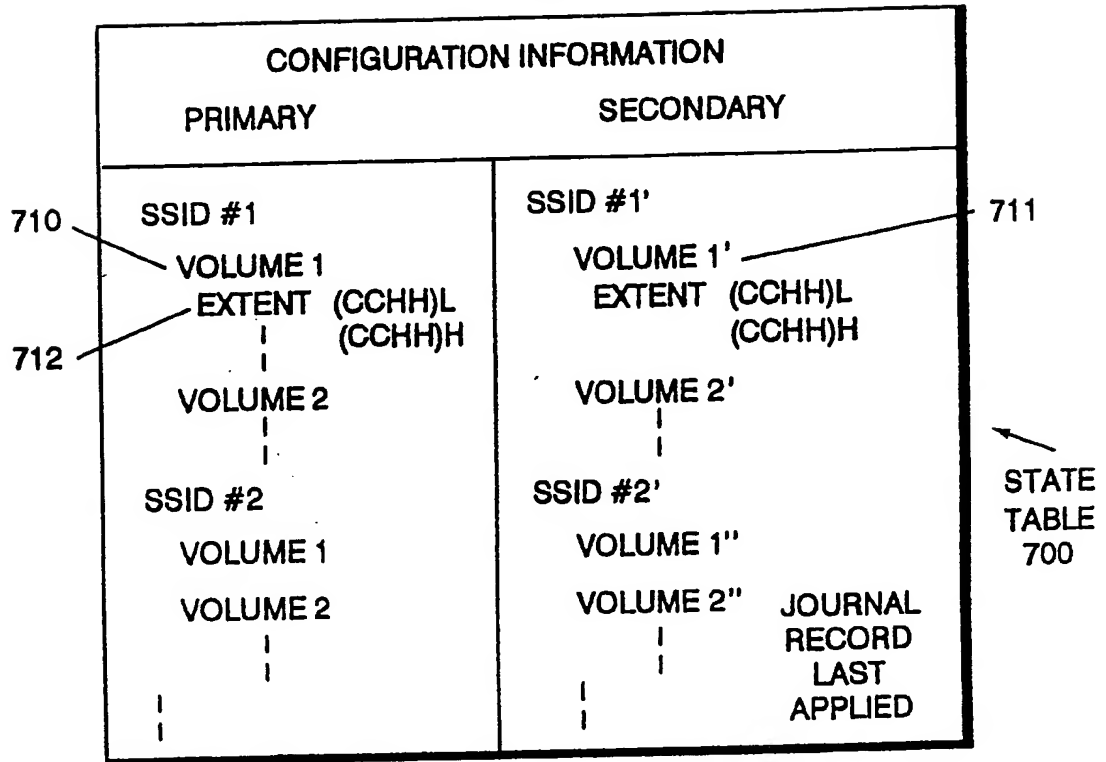 CONFIGURATION INFORMATION
PRIMARY
SECONDARY
710
SSID #1
VOLUME 1
EXTENT (CCHH)L
(CCHH)H
712
VOLUME 2
SSID #2
VOLUME 1
VOLUME 2
SSID #1'
711
VOLUME 1'
EXTENT (CCHH)L
(CCHH)H
VOLUME 2'
SSID #2'
VOLUME 1"
VOLUME 2"
JOURNAL
RECORD
LAST
APPLIED
STATE
TABLE
700